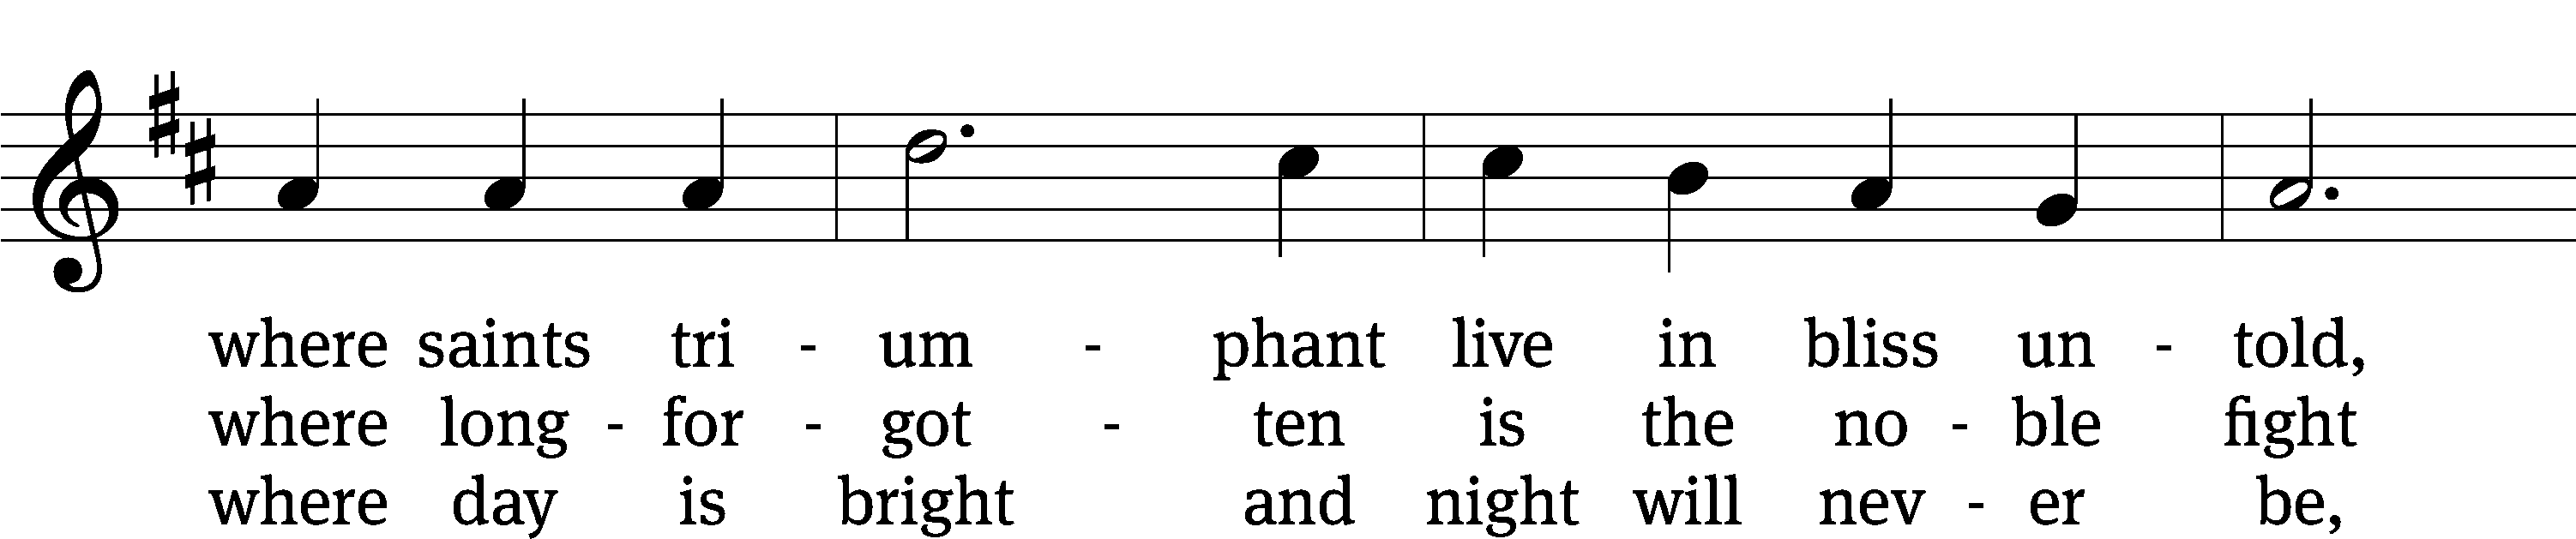 where saints tri - um - phant live in bliss un - told,
where long - for - got - ten is the no - ble fight
where day is bright and night will nev - er be,